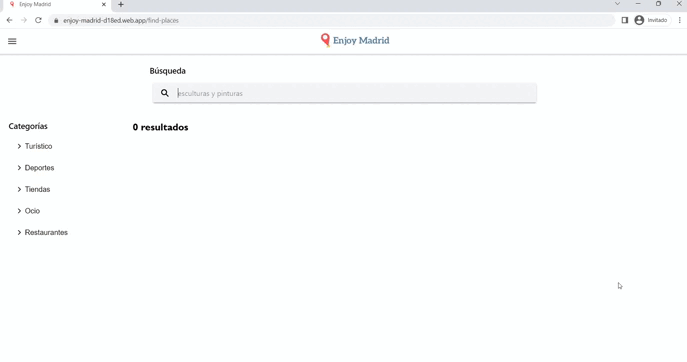 Enjoy Madrid
enjoy-madrid-d18ed.web.app/find-places
Invitado
Enjoy Madrid
Búsqueda
esculturas y pinturas
Categorías
0 resultados
Turístico
Deportes
Tiendas
Ocio
Restaurantes